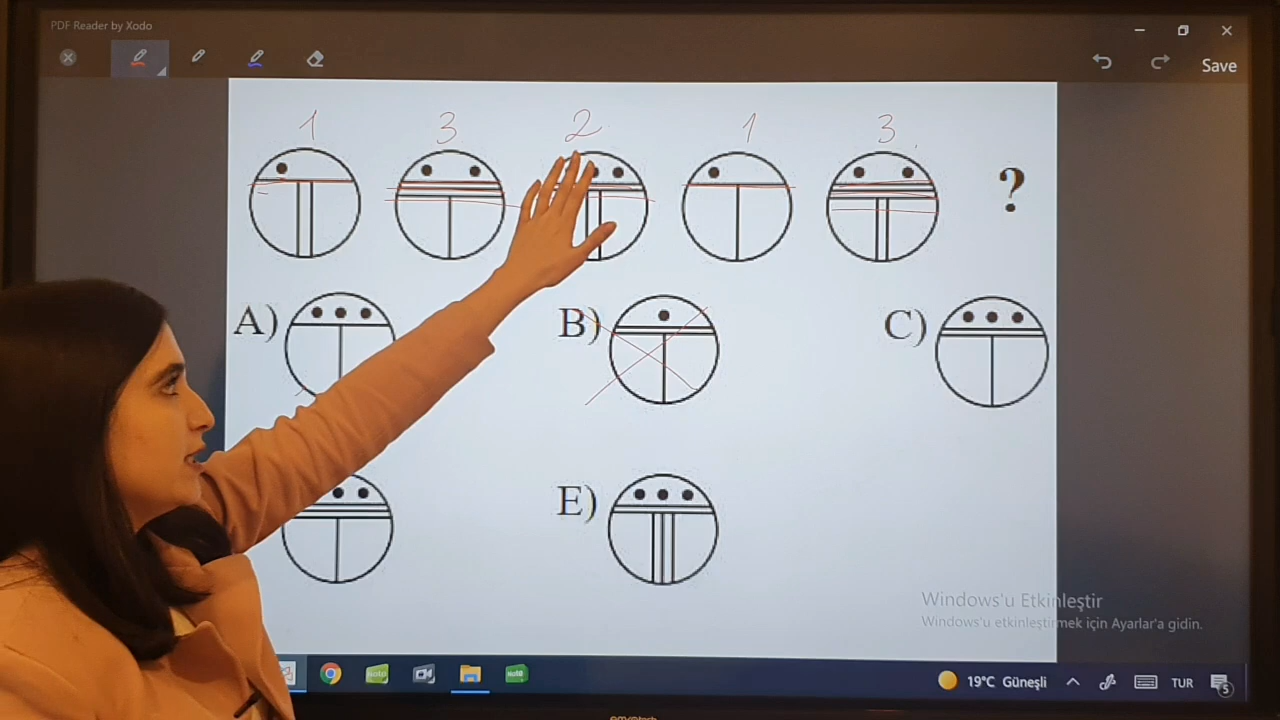 PDF Reader by Xodo
Save
1 3 2 1 3
?
A) B) C)
E)
Windows'u Etkinleştir
Windows'u etkinleştirmek için Ayarlar'a gidin.
19°C Güneşli TUR 5